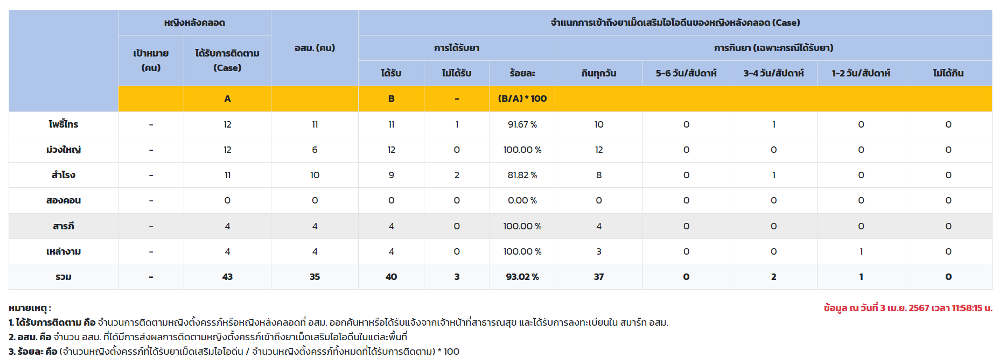 หญิงหลังคลอด อสม. (คน) จำแนกการเข้าถึงยาเม็ดเสริมไอโอดีนของหญิงหลังคลอด (Case)
เป้าหมาย (คน) ได้รับการติดตาม (Case) การได้รับยา การกินยา (เฉพาะกรณีได้รับยา)
ได้รับ ไม่ได้รับ ร้อยละ กินทุกวัน 5-6 วัน/สัปดาห์ 3-4 วัน/สัปดาห์ 1-2 วัน/สัปดาห์ ไม่ได้กิน
A B - (B/A) * 100
โพธิ์ไทร - 12 11 11 1 91.67 % 10 0 1 0 0
ม่วงใหญ่ - 12 6 12 0 100.00 % 12 0 0 0 0
สำโรง - 11 10 9 2 81.82 % 8 0 1 0 0
สองคอน - 0 0 0 0 0.00 % 0 0 0 0 0
สารภี - 4 4 4 0 100.00 % 4 0 0 0 0
เหล่างาม - 4 4 4 0 100.00 % 3 0 0 1 0
รวม - 43 35 40 3 93.02 % 37 0 2 1 0
หมายเหตุ : ข้อมูล ณ วันที่ 3 เม.ย. 2567 เวลา 11:58:15 น.
1. ได้รับการติดตาม คือ จำนวนการติดตามหญิงตั้งครรภ์หรือหญิงหลังคลอดที่ อสม. ออกค้นหาหรือได้รับแจ้งจากเจ้าหน้าที่สาธารณสุข และได้รับการลงทะเบียนใน สมาร์ท อสม.
2. อสม. คือ จำนวน อสม. ที่ได้มีการส่งผลการติดตามหญิงตั้งครรภ์เข้าถึงยาเม็ดเสริมไอโอดีนในแต่ละพื้นที่
3. ร้อยละ คือ (จำนวนหญิงตั้งครรภ์ที่ได้รับยาเม็ดเสริมไอโอดีน / จำนวนหญิงตั้งครรภ์ทั้งหมดที่ได้รับการติดตาม) * 100